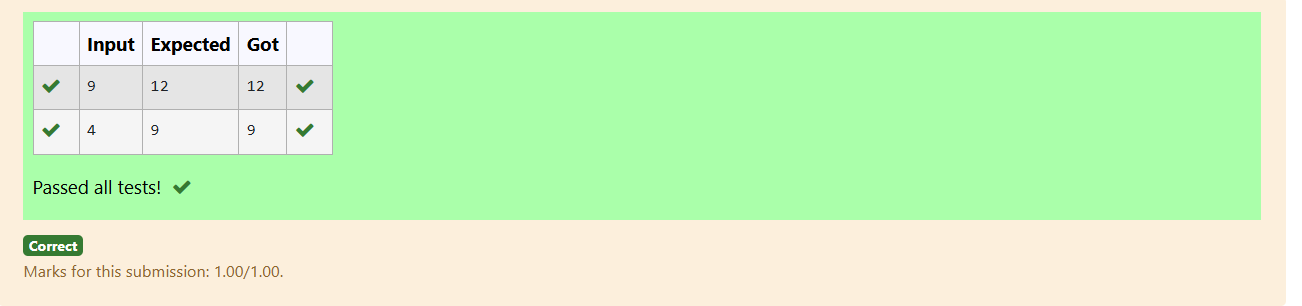 Input Expected Got
9 12 12
4 9 9
Passed all tests!
Correct
Marks for this submission: 1.00/1.00.